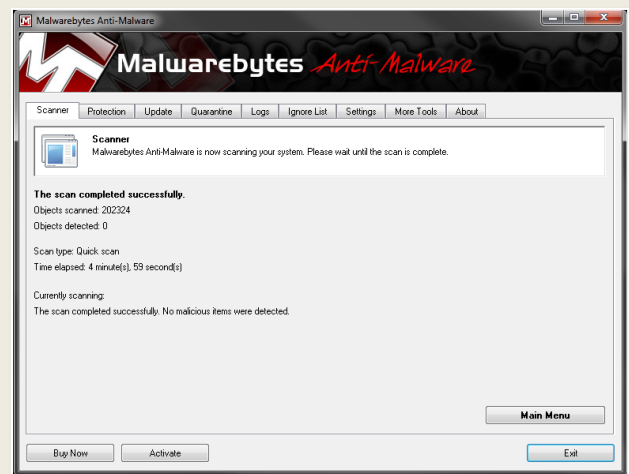 Malwarebytes Anti-Malware
Malwarebytes Anti-Malware
Scanner Protection Update Quarantine Logs Ignore List Settings More Tools About
Scanner
Malwarebytes Anti-Malware is now scanning your system. Please wait until the scan is complete.
The scan completed successfully.
Objects scanned: 202324
Objects detected: 0
Scan type: Quick scan
Time elapsed: 4 minute(s), 59 second(s)
Currently scanning:
The scan completed successfully. No malicious items were detected.
Main Menu
Buy Now Activate Exit